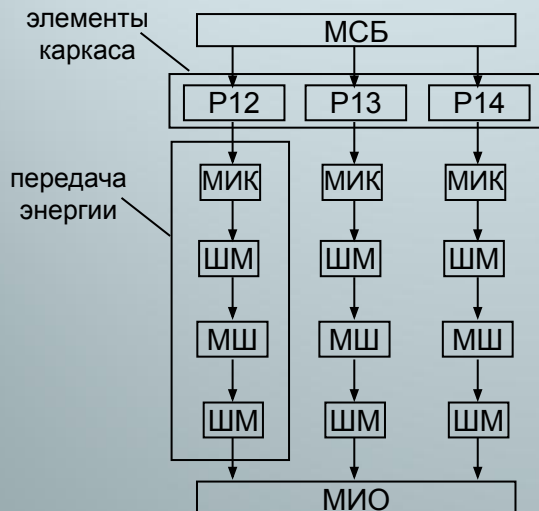 элементы
каркаса
МСБ
Р12 Р13 Р14
передача
энергии
МИК МИК МИК
ШМ ШМ ШМ
МШ МШ МШ
ШМ ШМ ШМ
МИО